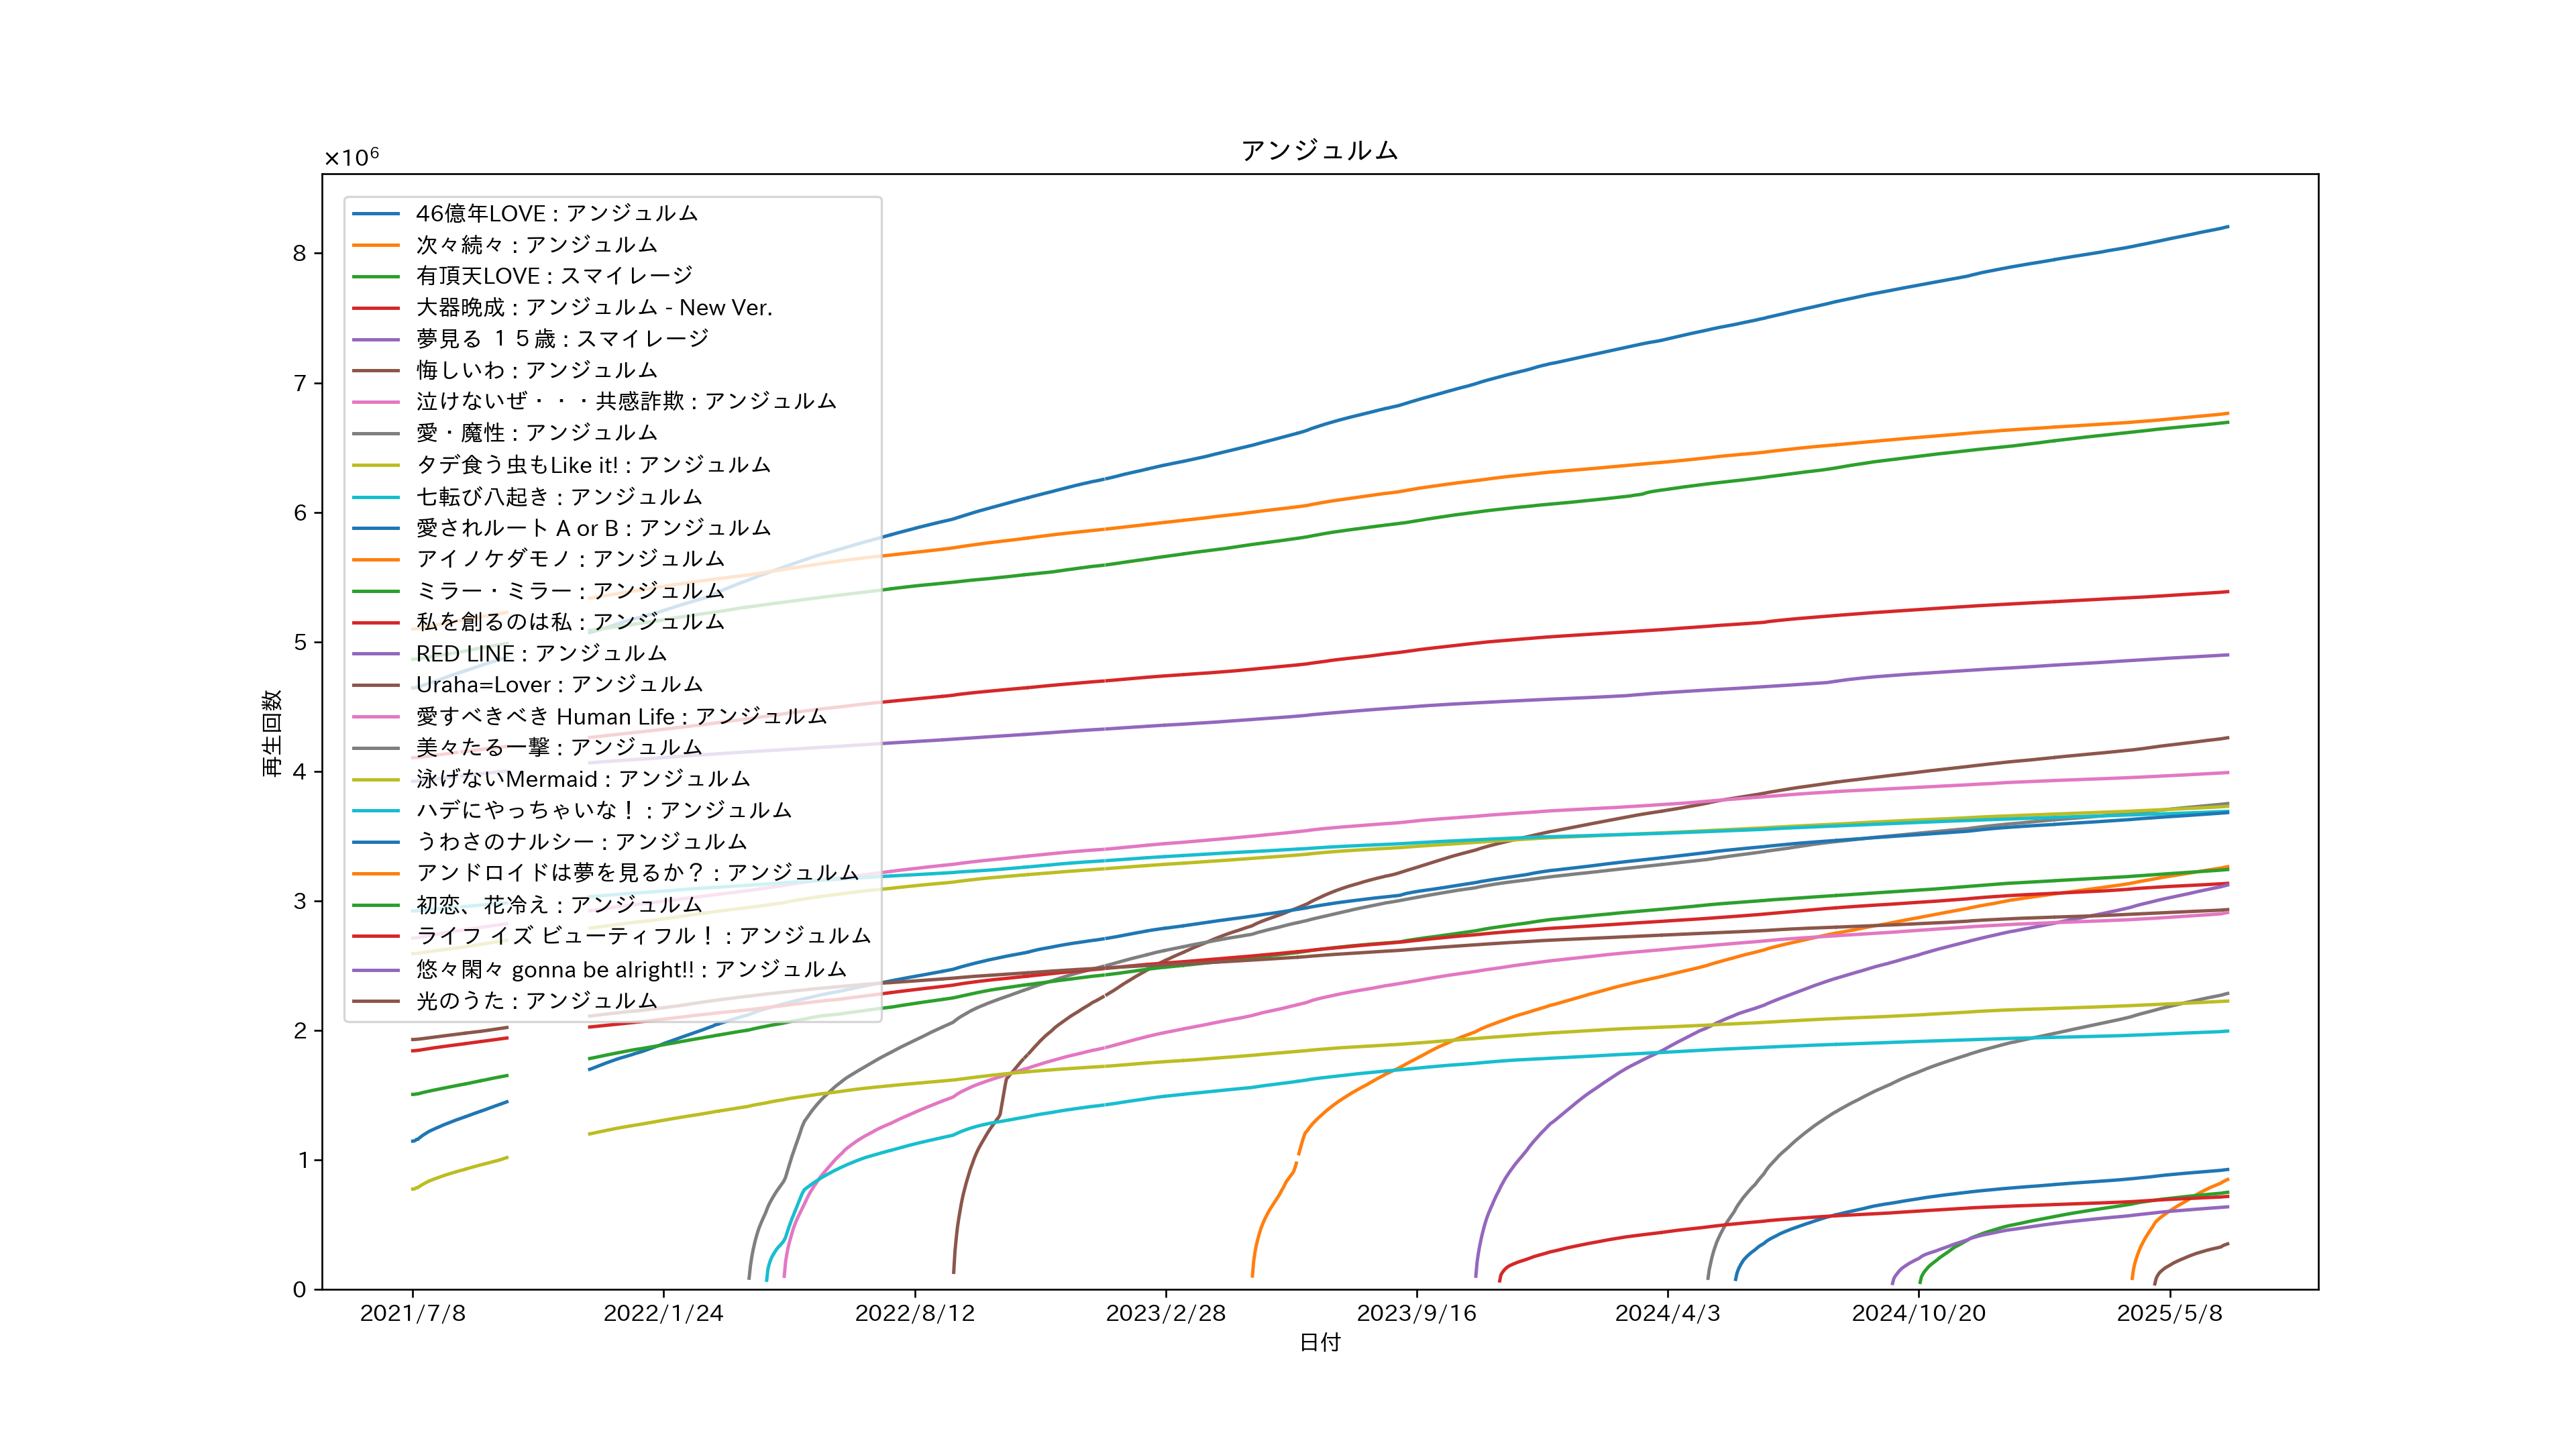 アンジュルム
×10⁶
46億年LOVE : アンジュルム
次々続々 : アンジュルム
有頂天LOVE : スマイレージ
大器晩成 : アンジュルム - New Ver.
夢見る １５歳 : スマイレージ
悔しいわ : アンジュルム
泣けないぜ・・・共感詐欺 : アンジュルム
愛・魔性 : アンジュルム
タデ食う虫もLike it! : アンジュルム
七転び八起き : アンジュルム
愛されルート A or B : アンジュルム
アイノケダモノ : アンジュルム
ミラー・ミラー : アンジュルム
私を創るのは私 : アンジュルム
RED LINE : アンジュルム
Uraha=Lover : アンジュルム
愛すべきべき Human Life : アンジュルム
美々たる一撃 : アンジュルム
泳げないMermaid : アンジュルム
ハデにやっちゃいな！ : アンジュルム
うわさのナルシー : アンジュルム
アンドロイドは夢を見るか？ : アンジュルム
初恋、花冷え : アンジュルム
ライフ イズ ビューティフル！ : アンジュルム
悠々閑々 gonna be alright!! : アンジュルム
光のうた : アンジュルム
8
7
6
5
4
3
2
1
0
再生回数
2021/7/8
2022/1/24
2022/8/12
2023/2/28
2023/9/16
2024/4/3
2024/10/20
2025/5/8
日付